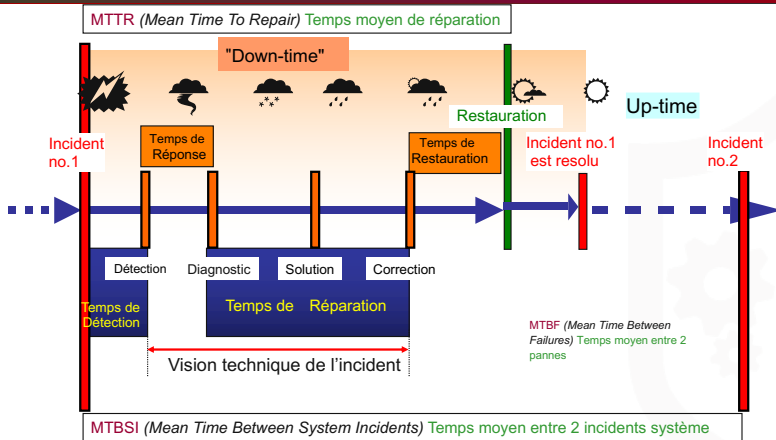 MTTR (Mean Time To Repair) Temps moyen de réparation
"Down-time"
Restauration
Up-time
Incident
no.1
Temps de
Réponse
Temps de
Restauration
Incident no.1
est resolu
Incident
no.2
Détection
Diagnostic
Solution
Correction
Temps de
Détection
Temps de Réparation
MTBF (Mean Time Between
Failures) Temps moyen entre 2
pannes
Vision technique de l'incident
MTBSI (Mean Time Between System Incidents) Temps moyen entre 2 incidents système